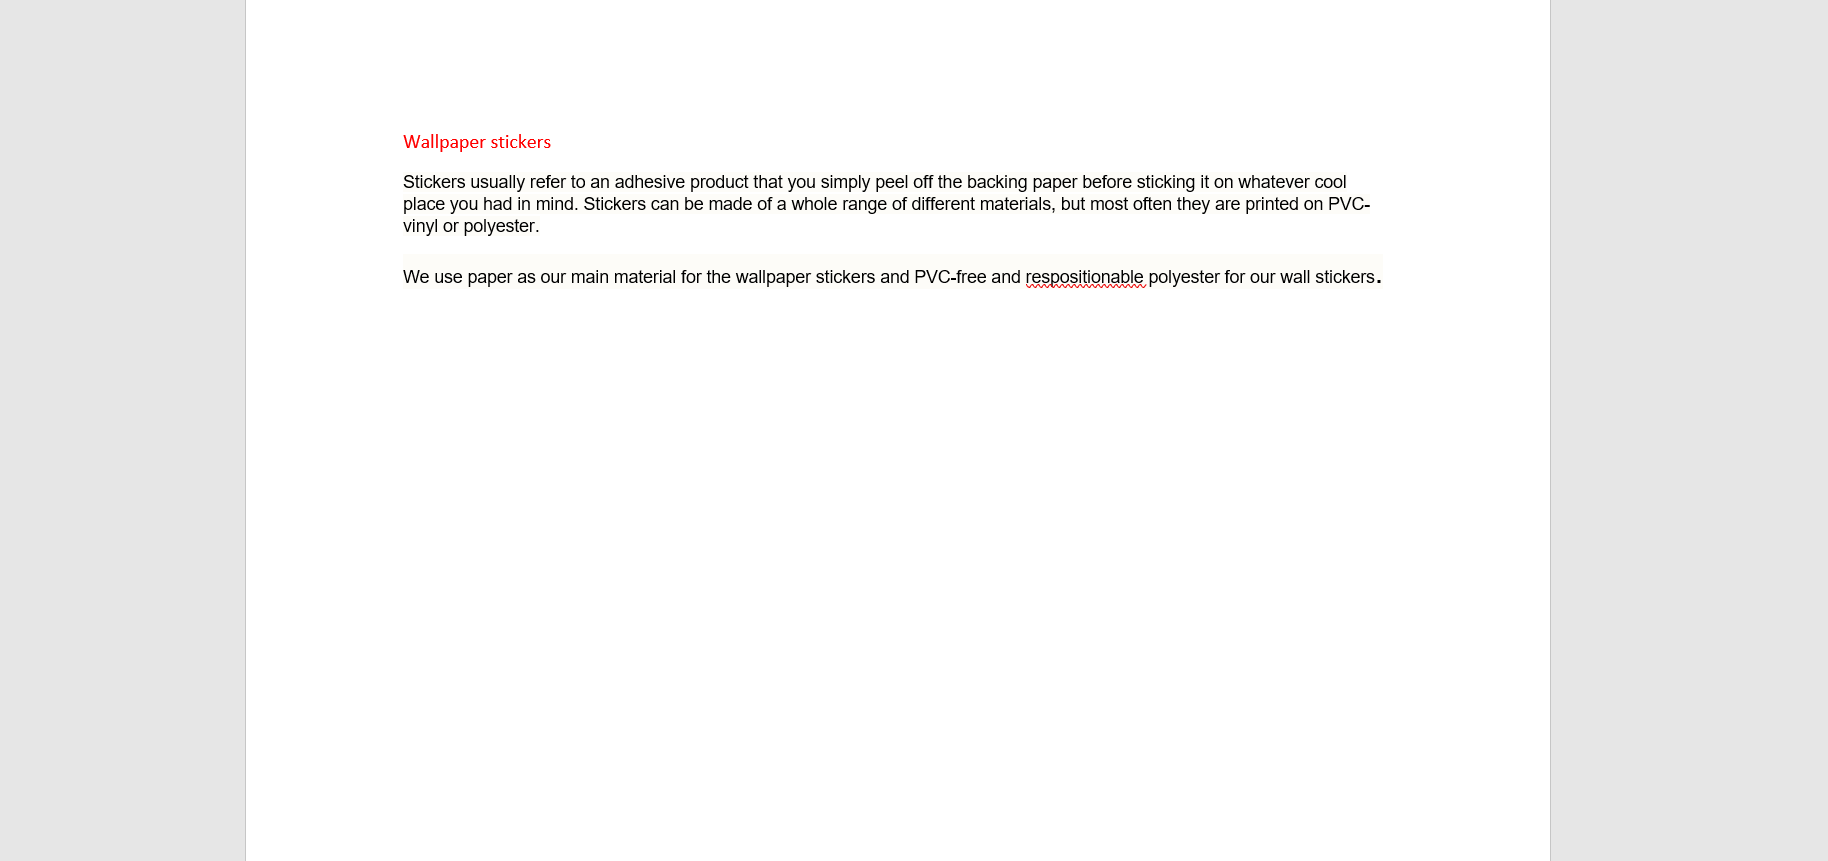 Wallpaper stickers
Stickers usually refer to an adhesive product that you simply peel off the backing paper before sticking it on whatever cool
place you had in mind. Stickers can be made of a whole range of different materials, but most often they are printed on PVC-
vinyl or polyester.
We use paper as our main material for the wallpaper stickers and PVC-free and respositionable polyester for our wall stickers.